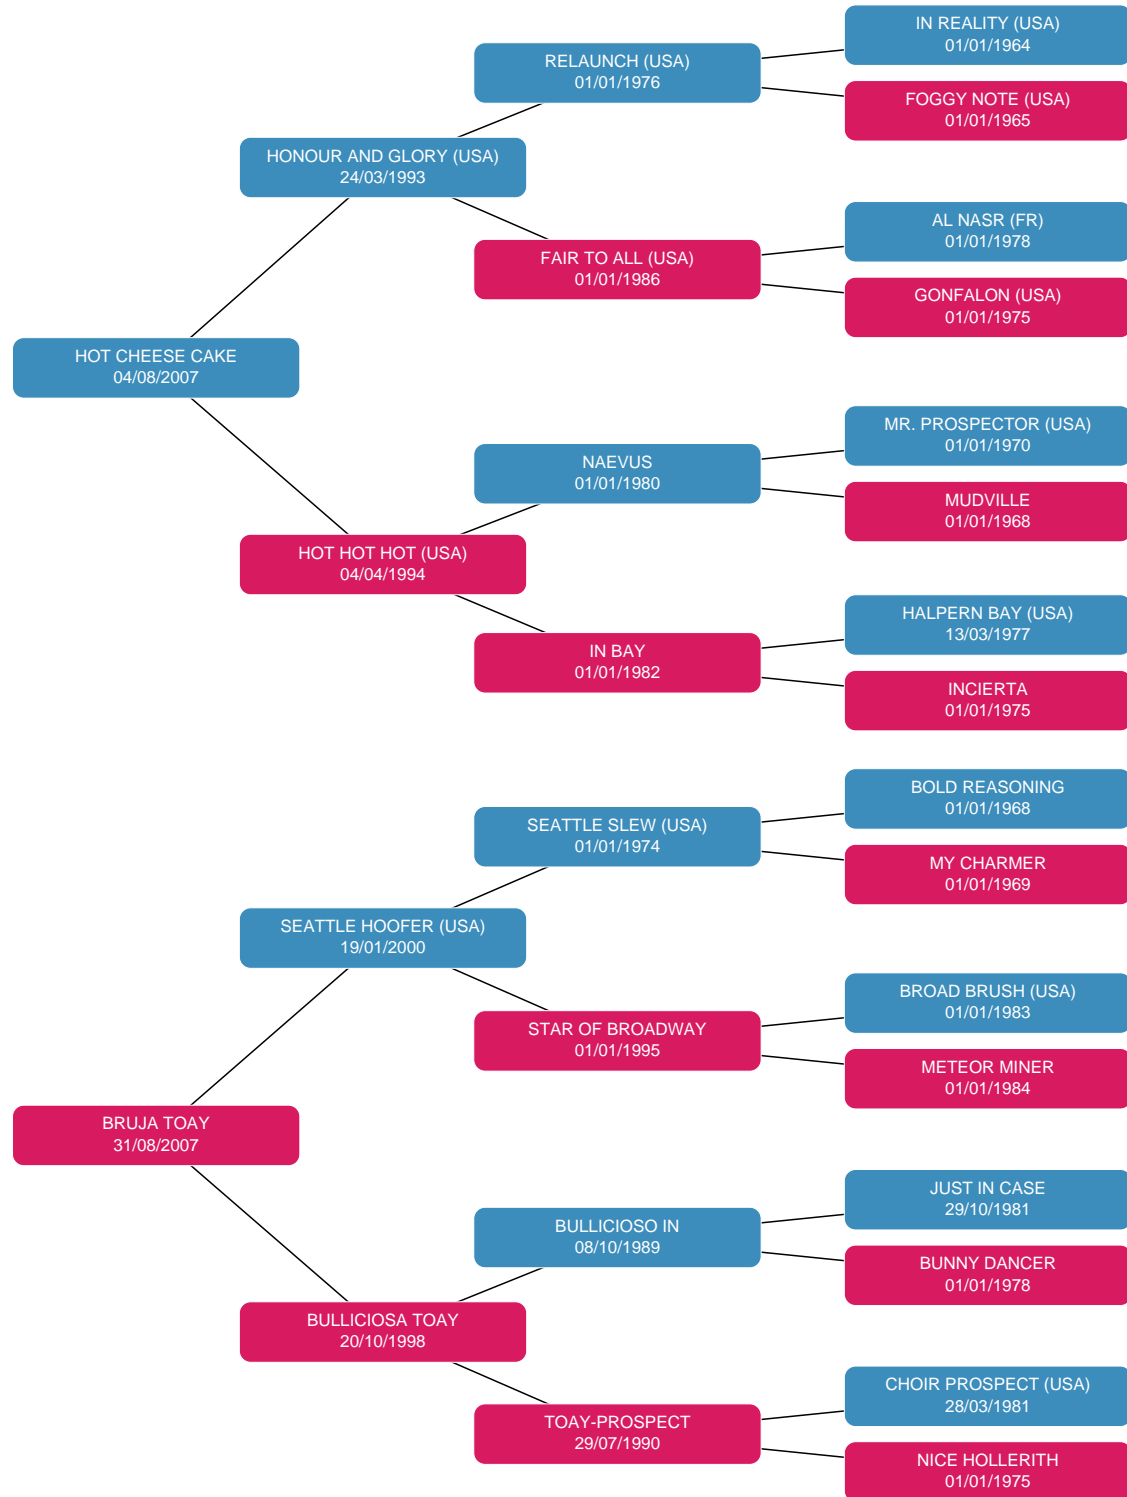 IN REALITY (USA)
01/01/1964
RELAUNCH (USA)
01/01/1976
FOGGY NOTE (USA)
01/01/1965
HONOUR AND GLORY (USA)
24/03/1993
AL NASR (FR)
01/01/1978
FAIR TO ALL (USA)
01/01/1986
GONFALON (USA)
01/01/1975
HOT CHEESE CAKE
04/08/2007
MR. PROSPECTOR (USA)
01/01/1970
NAEVUS
01/01/1980
MUDVILLE
01/01/1968
HOT HOT HOT (USA)
04/04/1994
HALPERN BAY (USA)
13/03/1977
IN BAY
01/01/1982
INCIERTA
01/01/1975
BOLD REASONING
01/01/1968
SEATTLE SLEW (USA)
01/01/1974
MY CHARMER
01/01/1969
SEATTLE HOOFER (USA)
19/01/2000
BROAD BRUSH (USA)
01/01/1983
STAR OF BROADWAY
01/01/1995
METEOR MINER
01/01/1984
BRUJA TOAY
31/08/2007
JUST IN CASE
29/10/1981
BULLICIOSO IN
08/10/1989
BUNNY DANCER
01/01/1978
BULLICIOSA TOAY
20/10/1998
CHOIR PROSPECT (USA)
28/03/1981
TOAY-PROSPECT
29/07/1990
NICE HOLLERITH
01/01/1975